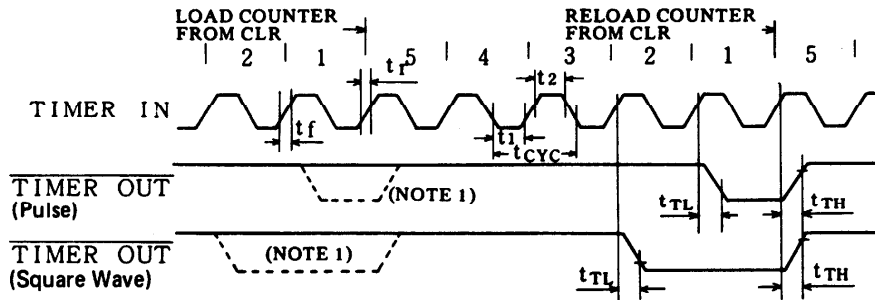 LOAD COUNTER
FROM CLR
RELOAD COUNTER
FROM CLR
2 1 5 4 3 2 1 5
tr
t2
TIMER IN
tf
t1
tCYC
TIMER OUT
(Pulse)
(NOTE 1)
tTL
tTH
TIMER OUT
(Square Wave)
(NOTE 1)
tTL
tTH